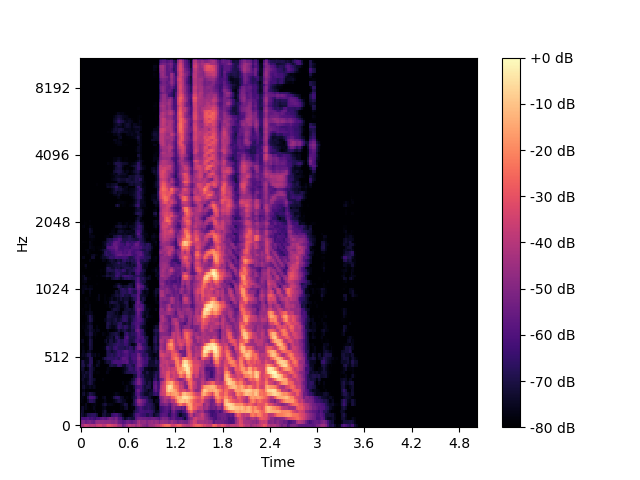 8192
4096
2048
1024
512
0
Hz
0 0.6 1.2 1.8 2.4 3 3.6 4.2 4.8
Time
+0 dB
-10 dB
-20 dB
-30 dB
-40 dB
-50 dB
-60 dB
-70 dB
-80 dB